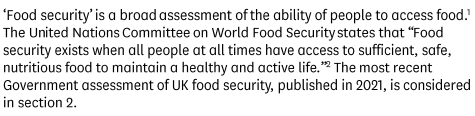 ‘Food security’ is a broad assessment of the ability of people to access food.¹
The United Nations Committee on World Food Security states that “Food
security exists when all people at all times have access to sufficient, safe,
nutritious food to maintain a healthy and active life.”² The most recent
Government assessment of UK food security, published in 2021, is considered
in section 2.